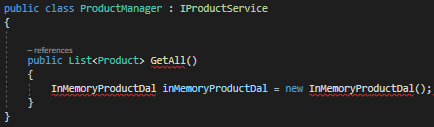 public class ProductManager : IProductService
{
– references
public List<Product> GetAll()
{
InMemoryProductDal inMemoryProductDal = new InMemoryProductDal();
}
}